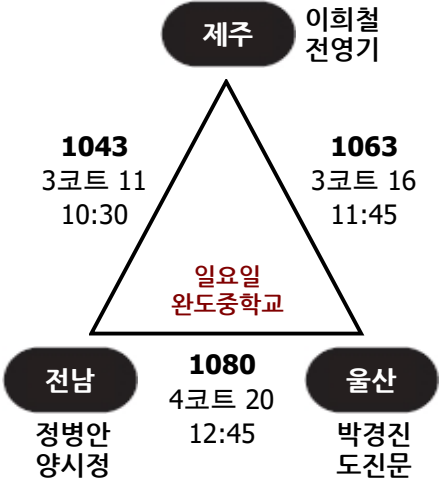 제주
이희철
전영기
1043
3코트 11
10:30
1063
3코트 16
11:45
일요일
완도중학교
전남
정병안
양시정
1080
4코트 20
12:45
울산
박경진
도진문